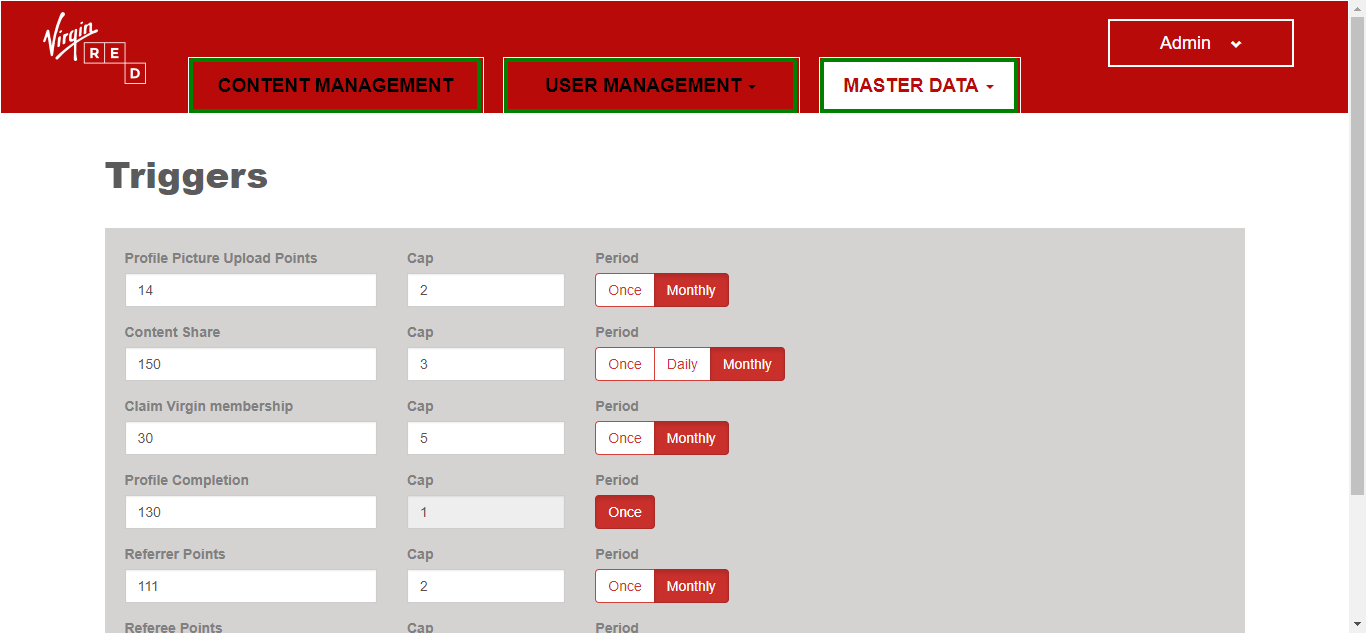 Virgin
RED
Admin
CONTENT MANAGEMENT USER MANAGEMENT MASTER DATA
Triggers
Profile Picture Upload Points Cap Period
14 2 Once Monthly
Content Share Cap Period
150 3 Once Daily Monthly
Claim Virgin membership Cap Period
30 5 Once Monthly
Profile Completion Cap Period
130 1 Once
Referrer Points Cap Period
111 2 Once Monthly
Referee Points Cap Period